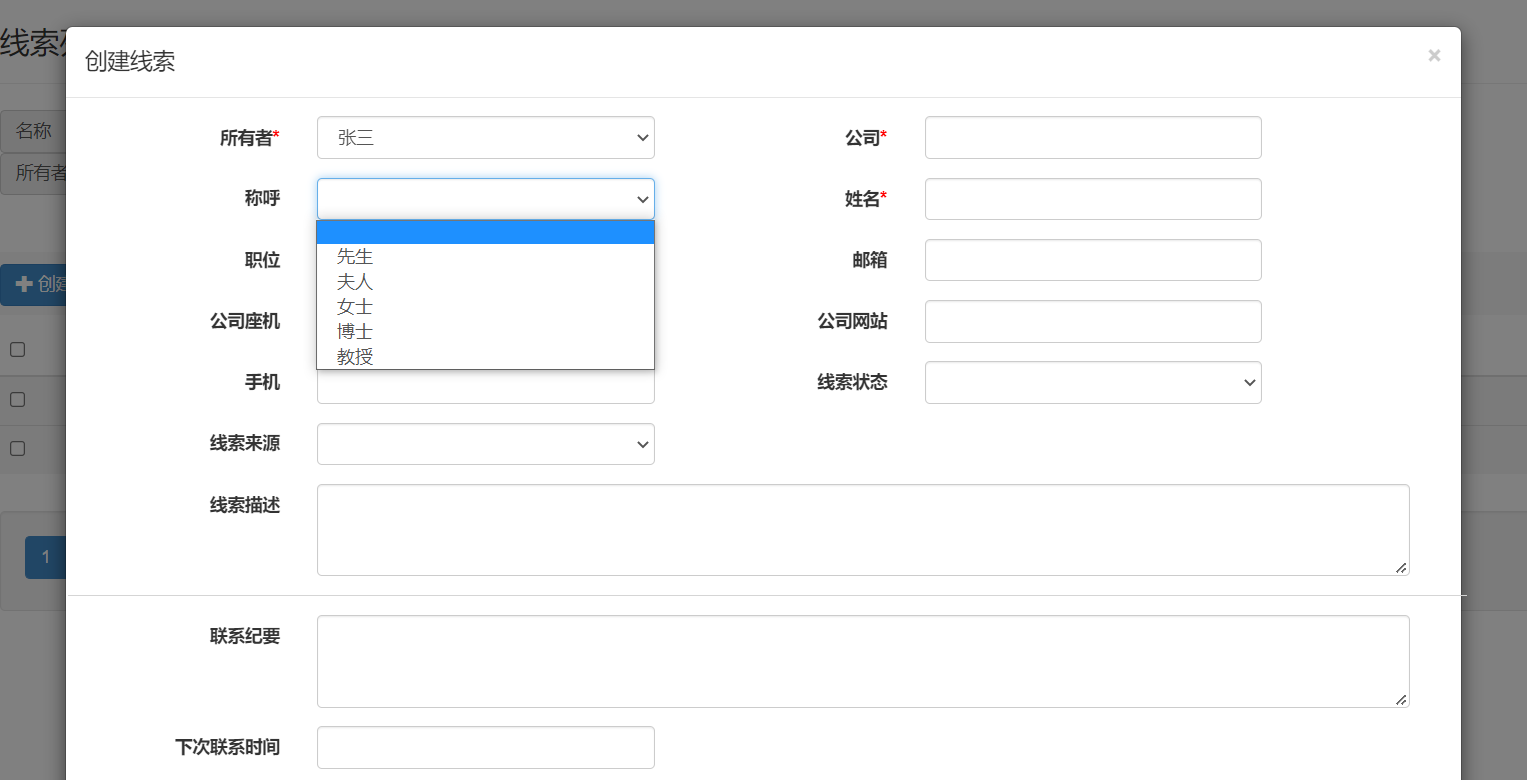 线索列
创建线索
×
名称
所有者
创建
1
所有者* 张三 公司*
称呼 姓名*
先生
夫人
女士
博士
教授
职位 邮箱
公司座机 公司网站
手机 线索状态
线索来源
线索描述
联系纪要
下次联系时间